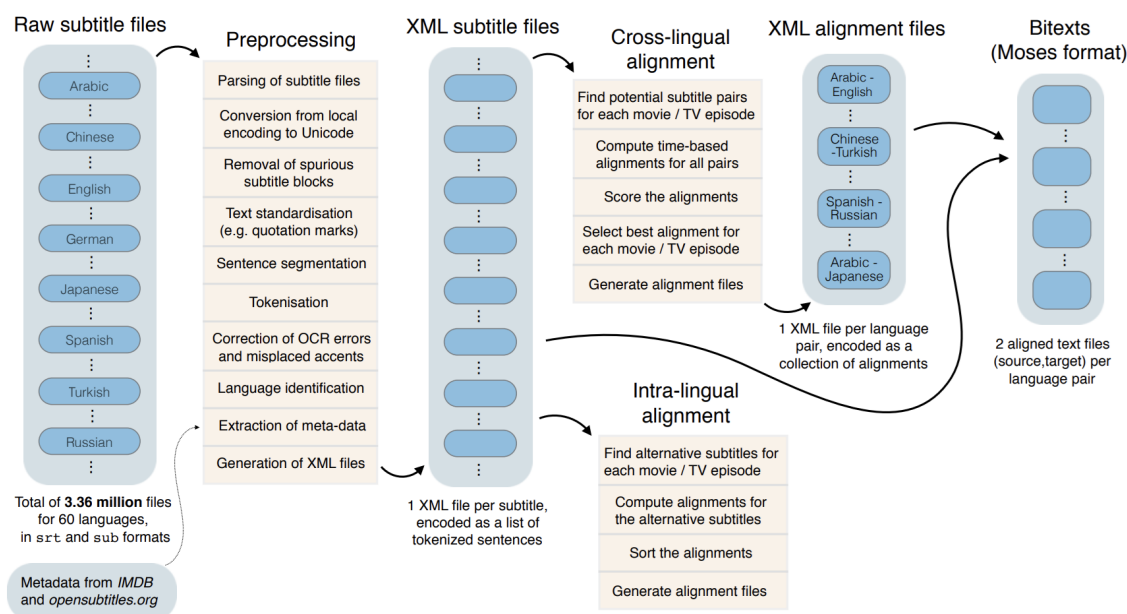 Raw subtitle files
⋮
Arabic
⋮
Chinese
⋮
English
⋮
German
⋮
Japanese
⋮
Spanish
⋮
Turkish
⋮
Russian
⋮
Total of 3.36 million files
for 60 languages,
in srt and sub formats
Metadata from IMDB
and opensubtitles.org
Preprocessing
Parsing of subtitle files
Conversion from local
encoding to Unicode
Removal of spurious
subtitle blocks
Text standardisation
(e.g. quotation marks)
Sentence segmentation
Tokenisation
Correction of OCR errors
and misplaced accents
Language identification
Extraction of meta-data
Generation of XML files
XML subtitle files
⋮
⋮
⋮
⋮
⋮
⋮
⋮
⋮
⋮
1 XML file per subtitle,
encoded as a list of
tokenized sentences
Cross-lingual
alignment
Find potential subtitle pairs
for each movie / TV episode
Compute time-based
alignments for all pairs
Score the alignments
Select best alignment for
each movie / TV episode
Generate alignment files
Intra-lingual
alignment
Find alternative subtitles for
each movie / TV episode
Compute alignments for
the alternative subtitles
Sort the alignments
Generate alignment files
XML alignment files
Arabic -
English
⋮
Chinese
-Turkish
⋮
Spanish -
Russian
⋮
Arabic -
Japanese
1 XML file per language
pair, encoded as a
collection of alignments
Bitexts
(Moses format)
⋮
⋮
⋮
2 aligned text files
(source,target) per
language pair